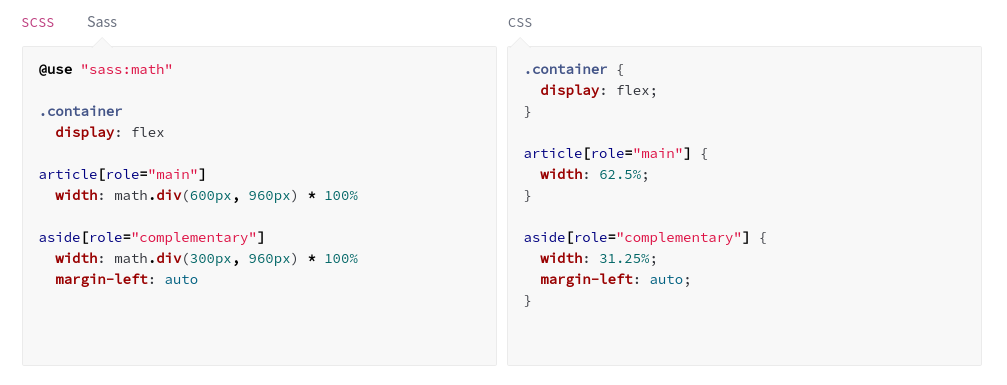 SCSS Sass
@use "sass:math"

.container
  display: flex

article[role="main"]
  width: math.div(600px, 960px) * 100%

aside[role="complementary"]
  width: math.div(300px, 960px) * 100%
  margin-left: auto

CSS
.container {
  display: flex;
}

article[role="main"] {
  width: 62.5%;
}

aside[role="complementary"] {
  width: 31.25%;
  margin-left: auto;
}